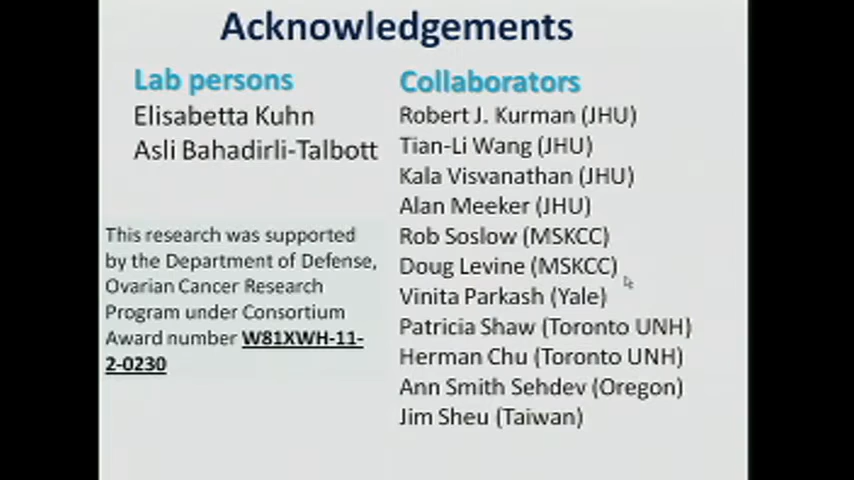 Acknowledgements
Lab persons
Elisabetta Kuhn
Asli Bahadirli-Talbott
This research was supported
by the Department of Defense,
Ovarian Cancer Research
Program under Consortium
Award number W81XWH-11-
2-0230
Collaborators
Robert J. Kurman (JHU)
Tian-Li Wang (JHU)
Kala Visvanathan (JHU)
Alan Meeker (JHU)
Rob Soslow (MSKCC)
Doug Levine (MSKCC)
Vinita Parkash (Yale)
Patricia Shaw (Toronto UNH)
Herman Chu (Toronto UNH)
Ann Smith Sehdev (Oregon)
Jim Sheu (Taiwan)